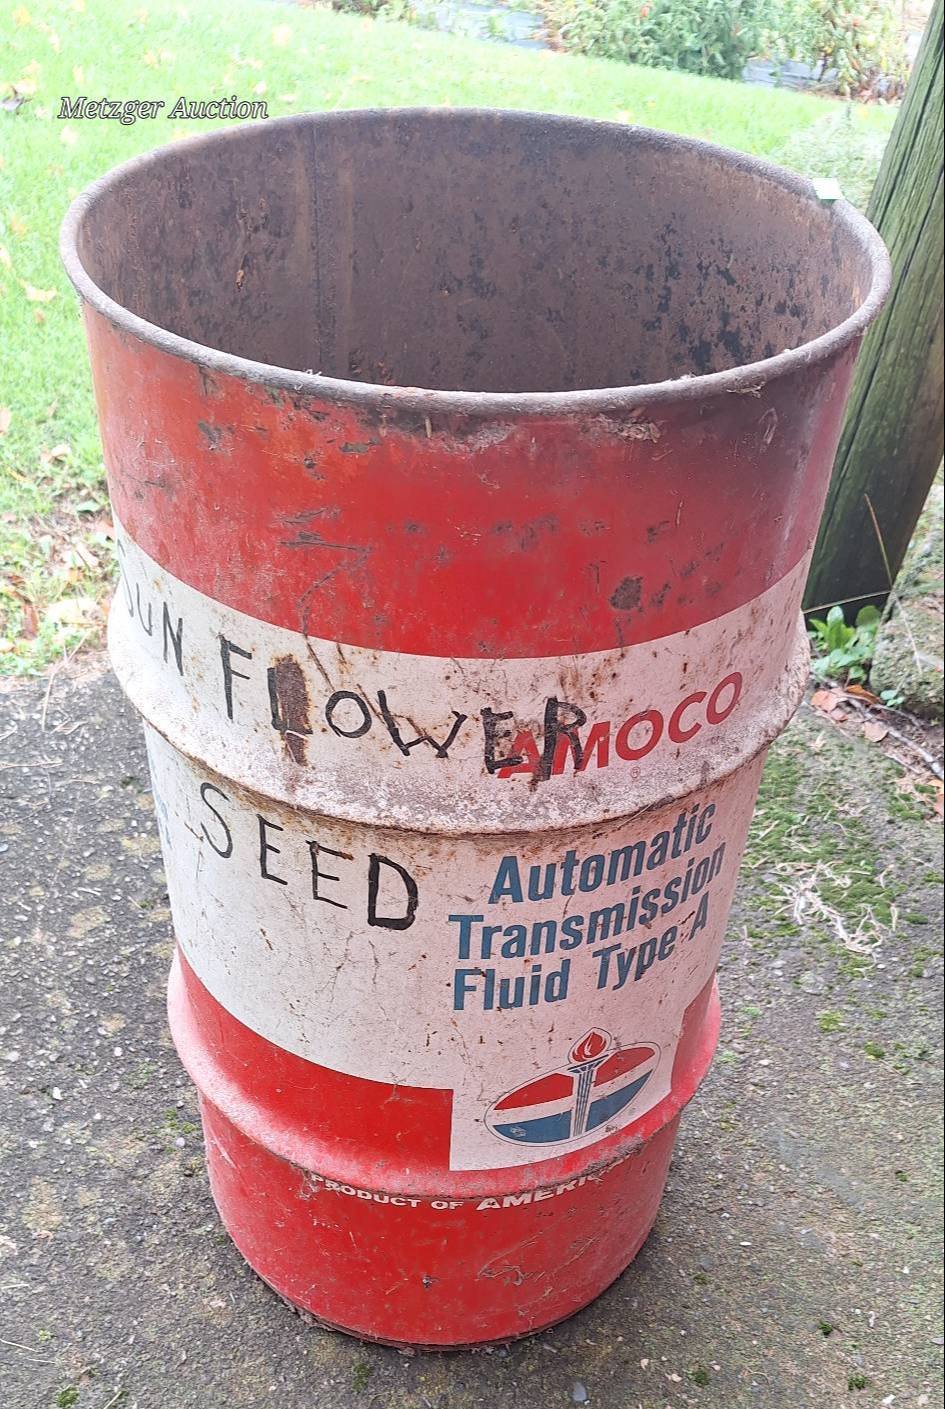 Metzger Auction
SUN FLOWER
SEED
AMOCO
Automatic
Transmission
Fluid Type A
PRODUCT OF